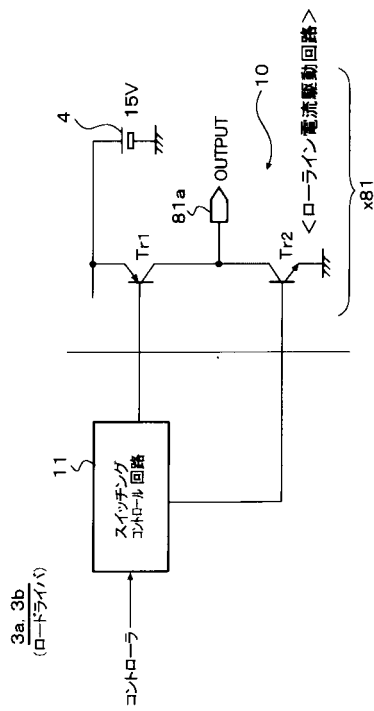 3a, 3b
(ロードライバ)
コントローラ
11
スイッチング
コントロール回路
4
15V
Tr1
81a
OUTPUT
Tr2
10
<ローライン電流駆動回路>
x81